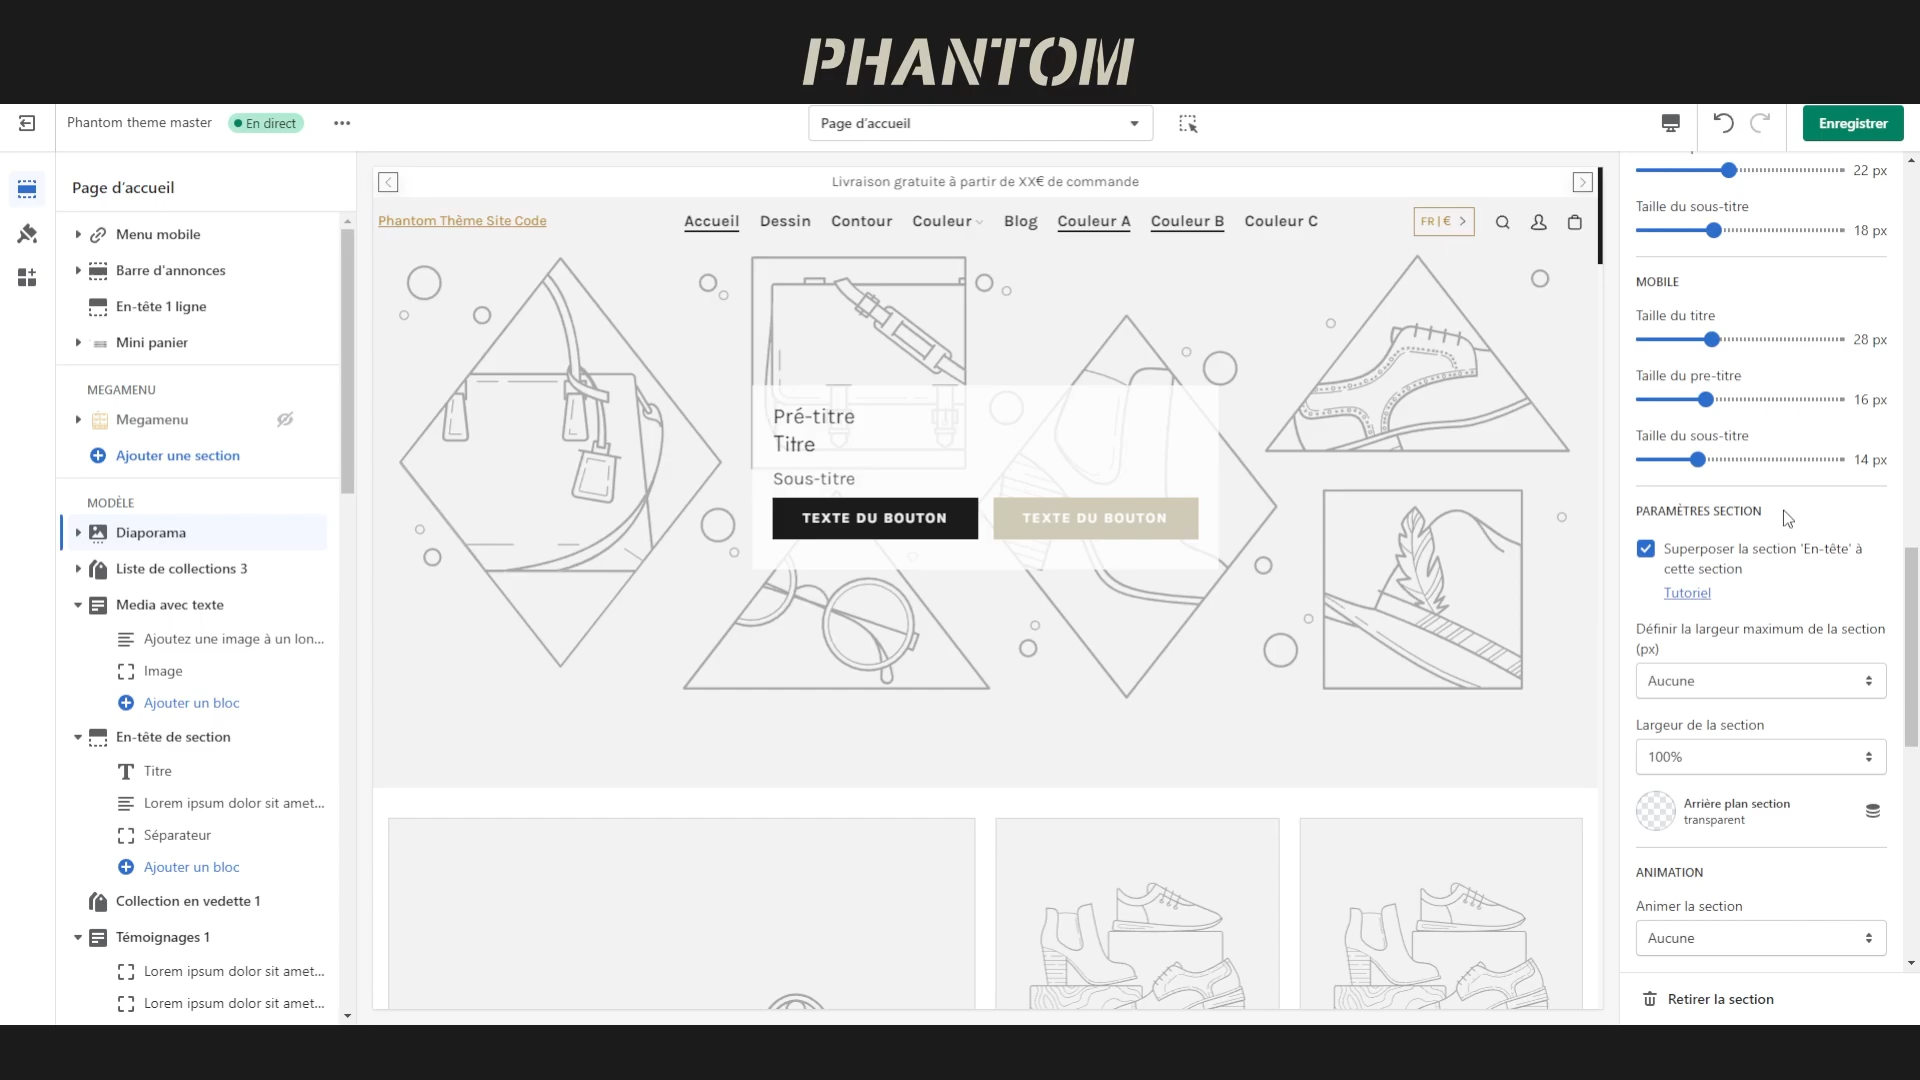 PHANTOM
Phantom theme master
En direct
Page d'accueil
Enregistrer
Page d'accueil
Menu mobile
Barre d'annonces
En-tête 1 ligne
Mini panier
MEGAMENU
Megamenu
Ajouter une section
MODÈLE
Diaporama
Liste de collections 3
Media avec texte
Ajoutez une image à un lon...
Image
Ajouter un bloc
En-tête de section
Titre
Lorem ipsum dolor sit amet...
Séparateur
Ajouter un bloc
Collection en vedette 1
Témoignages 1
Lorem ipsum dolor sit amet...
Lorem ipsum dolor sit amet...
Livraison gratuite à partir de XX€ de commande
Phantom Thème Site Code
Accueil Dessin Contour Couleur Blog Couleur A Couleur B Couleur C
FR | €
Pré-titre
Titre
Sous-titre
TEXTE DU BOUTON
TEXTE DU BOUTON
22 px
Taille du sous-titre
18 px
MOBILE
Taille du titre
28 px
Taille du pre-titre
16 px
Taille du sous-titre
14 px
PARAMÈTRES SECTION
Superposer la section 'En-tête' à
cette section
Tutoriel
Définir la largeur maximum de la section
(px)
Aucune
Largeur de la section
100%
Arrière plan section
transparent
ANIMATION
Animer la section
Aucune
Retirer la section